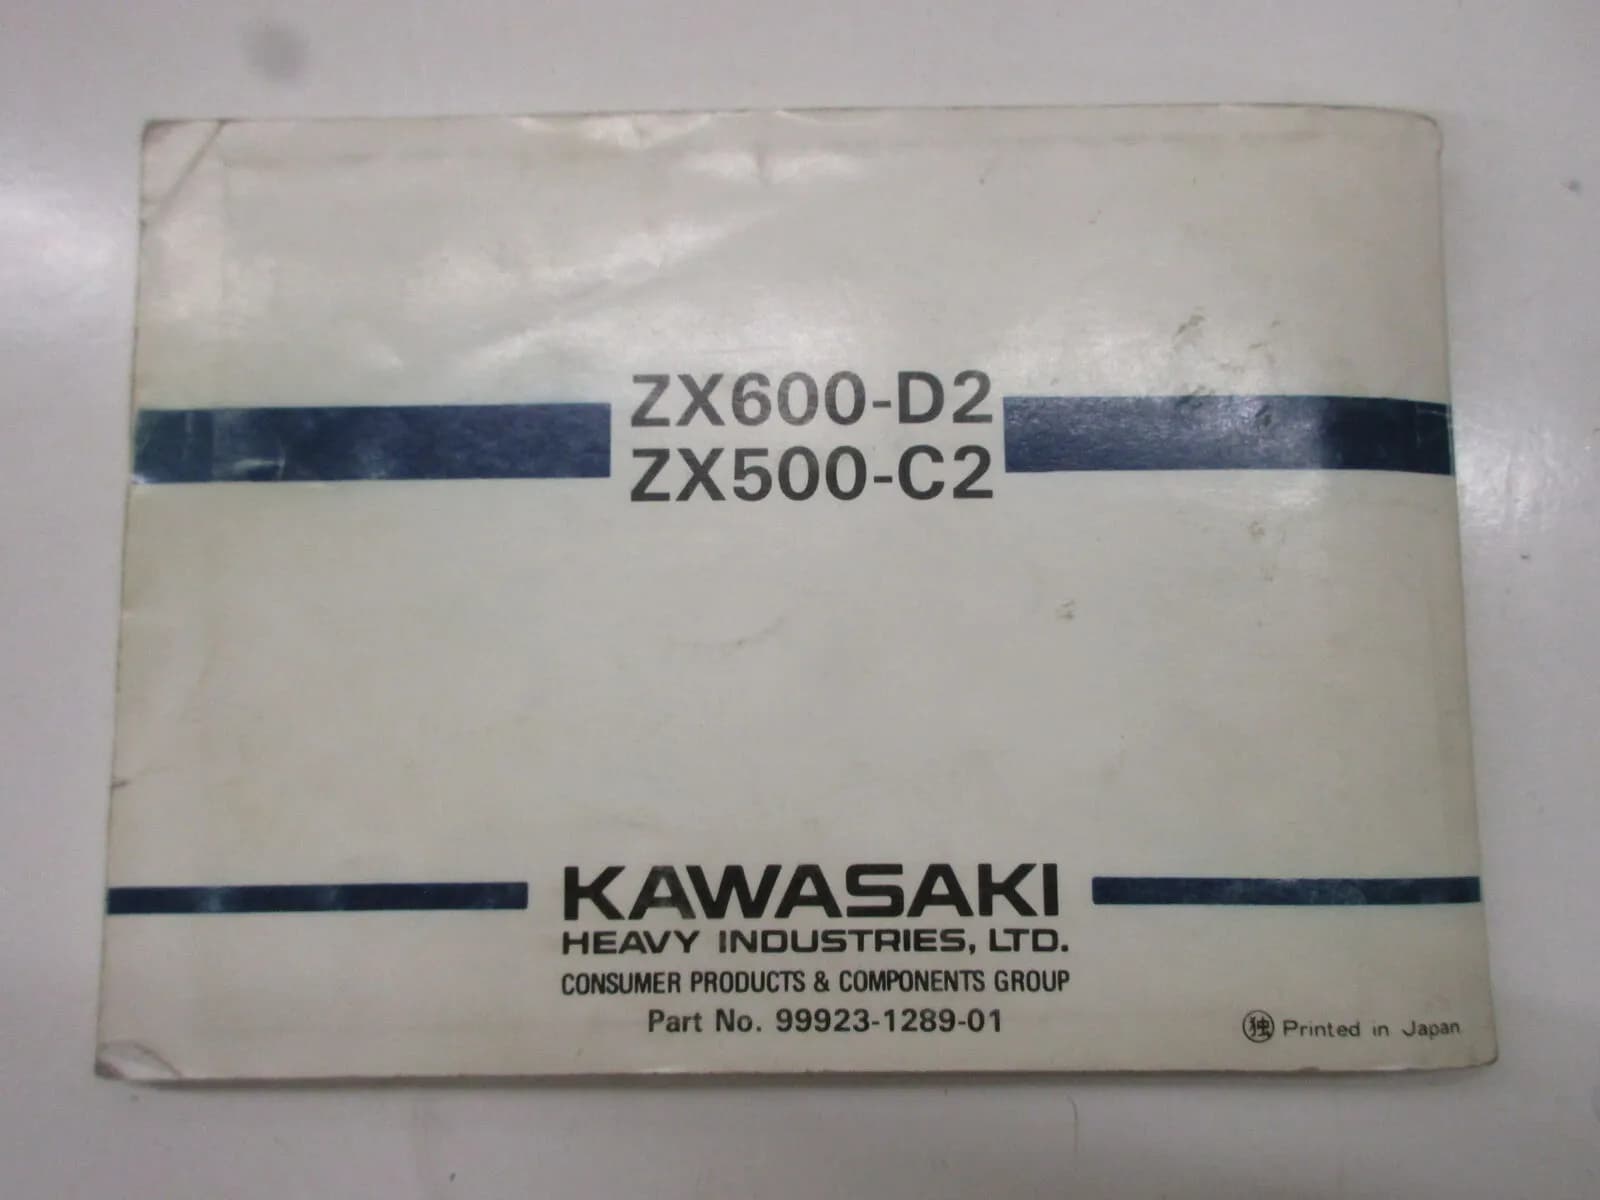 ZX600-D2
ZX500-C2
KAWASAKI
HEAVY INDUSTRIES, LTD.
CONSUMER PRODUCTS & COMPONENTS GROUP
Part No. 99923-1289-01
独 Printed in Japan